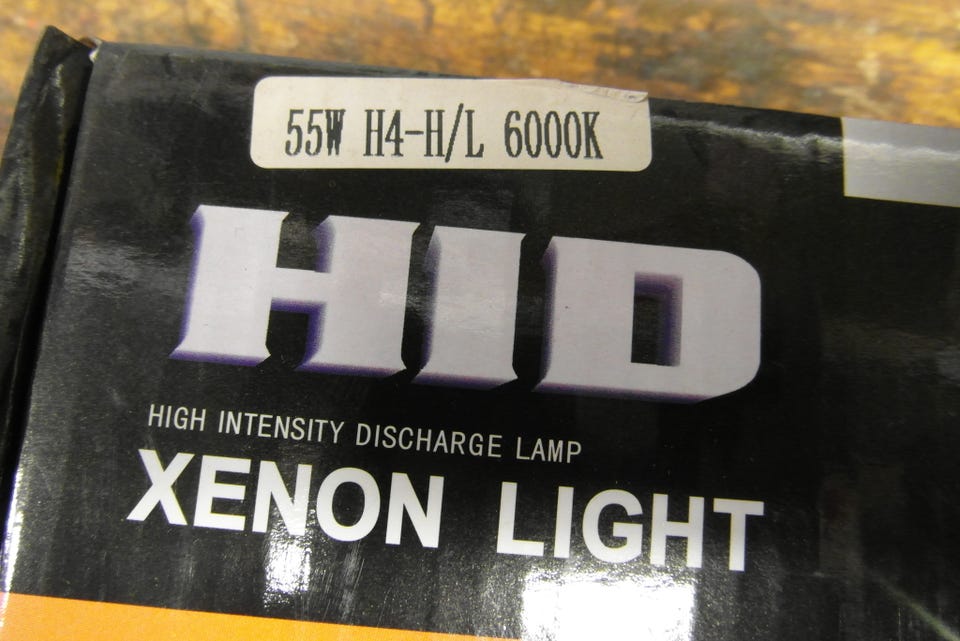 55W H4-H/L 6000K
HID
HIGH INTENSITY DISCHARGE LAMP
XENON LIGHT